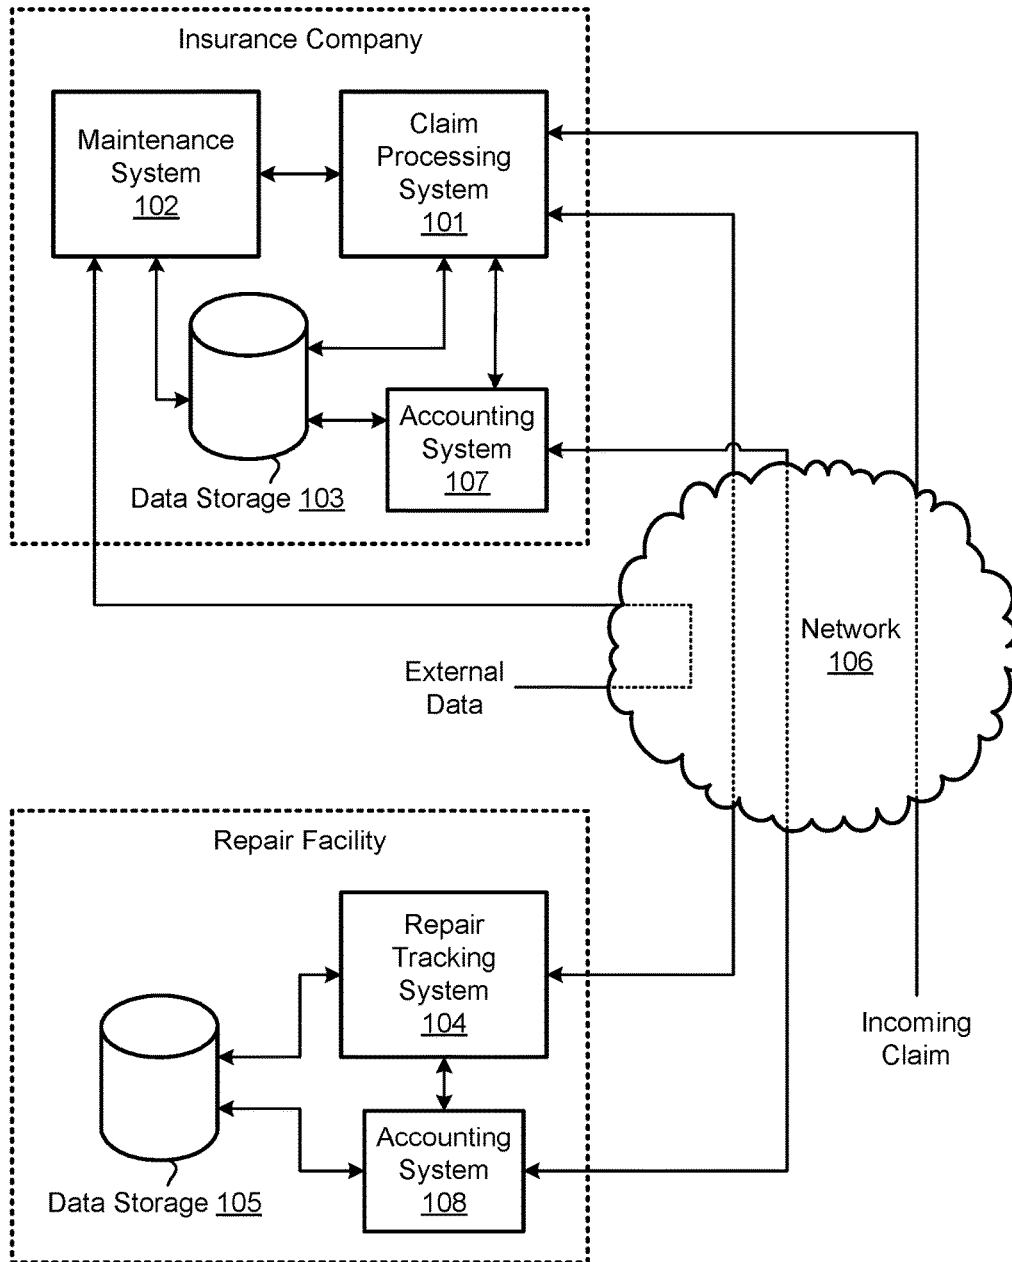 Insurance Company
Maintenance
System
102
Claim
Processing
System
101
Accounting
System
107
Data Storage 103
Network
106
External
Data
Repair Facility
Repair
Tracking
System
104
Incoming
Claim
Accounting
System
108
Data Storage 105